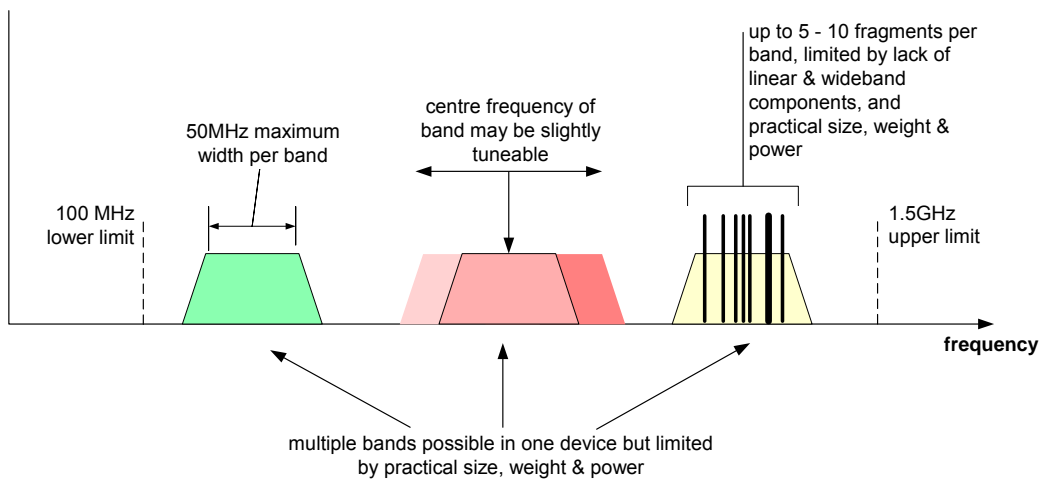 up to 5 - 10 fragments per
band, limited by lack of
linear & wideband
components, and
practical size, weight &
power
centre frequency of
band may be slightly
tuneable
50MHz maximum
width per band
100 MHz
lower limit
1.5GHz
upper limit
frequency
multiple bands possible in one device but limited
by practical size, weight & power